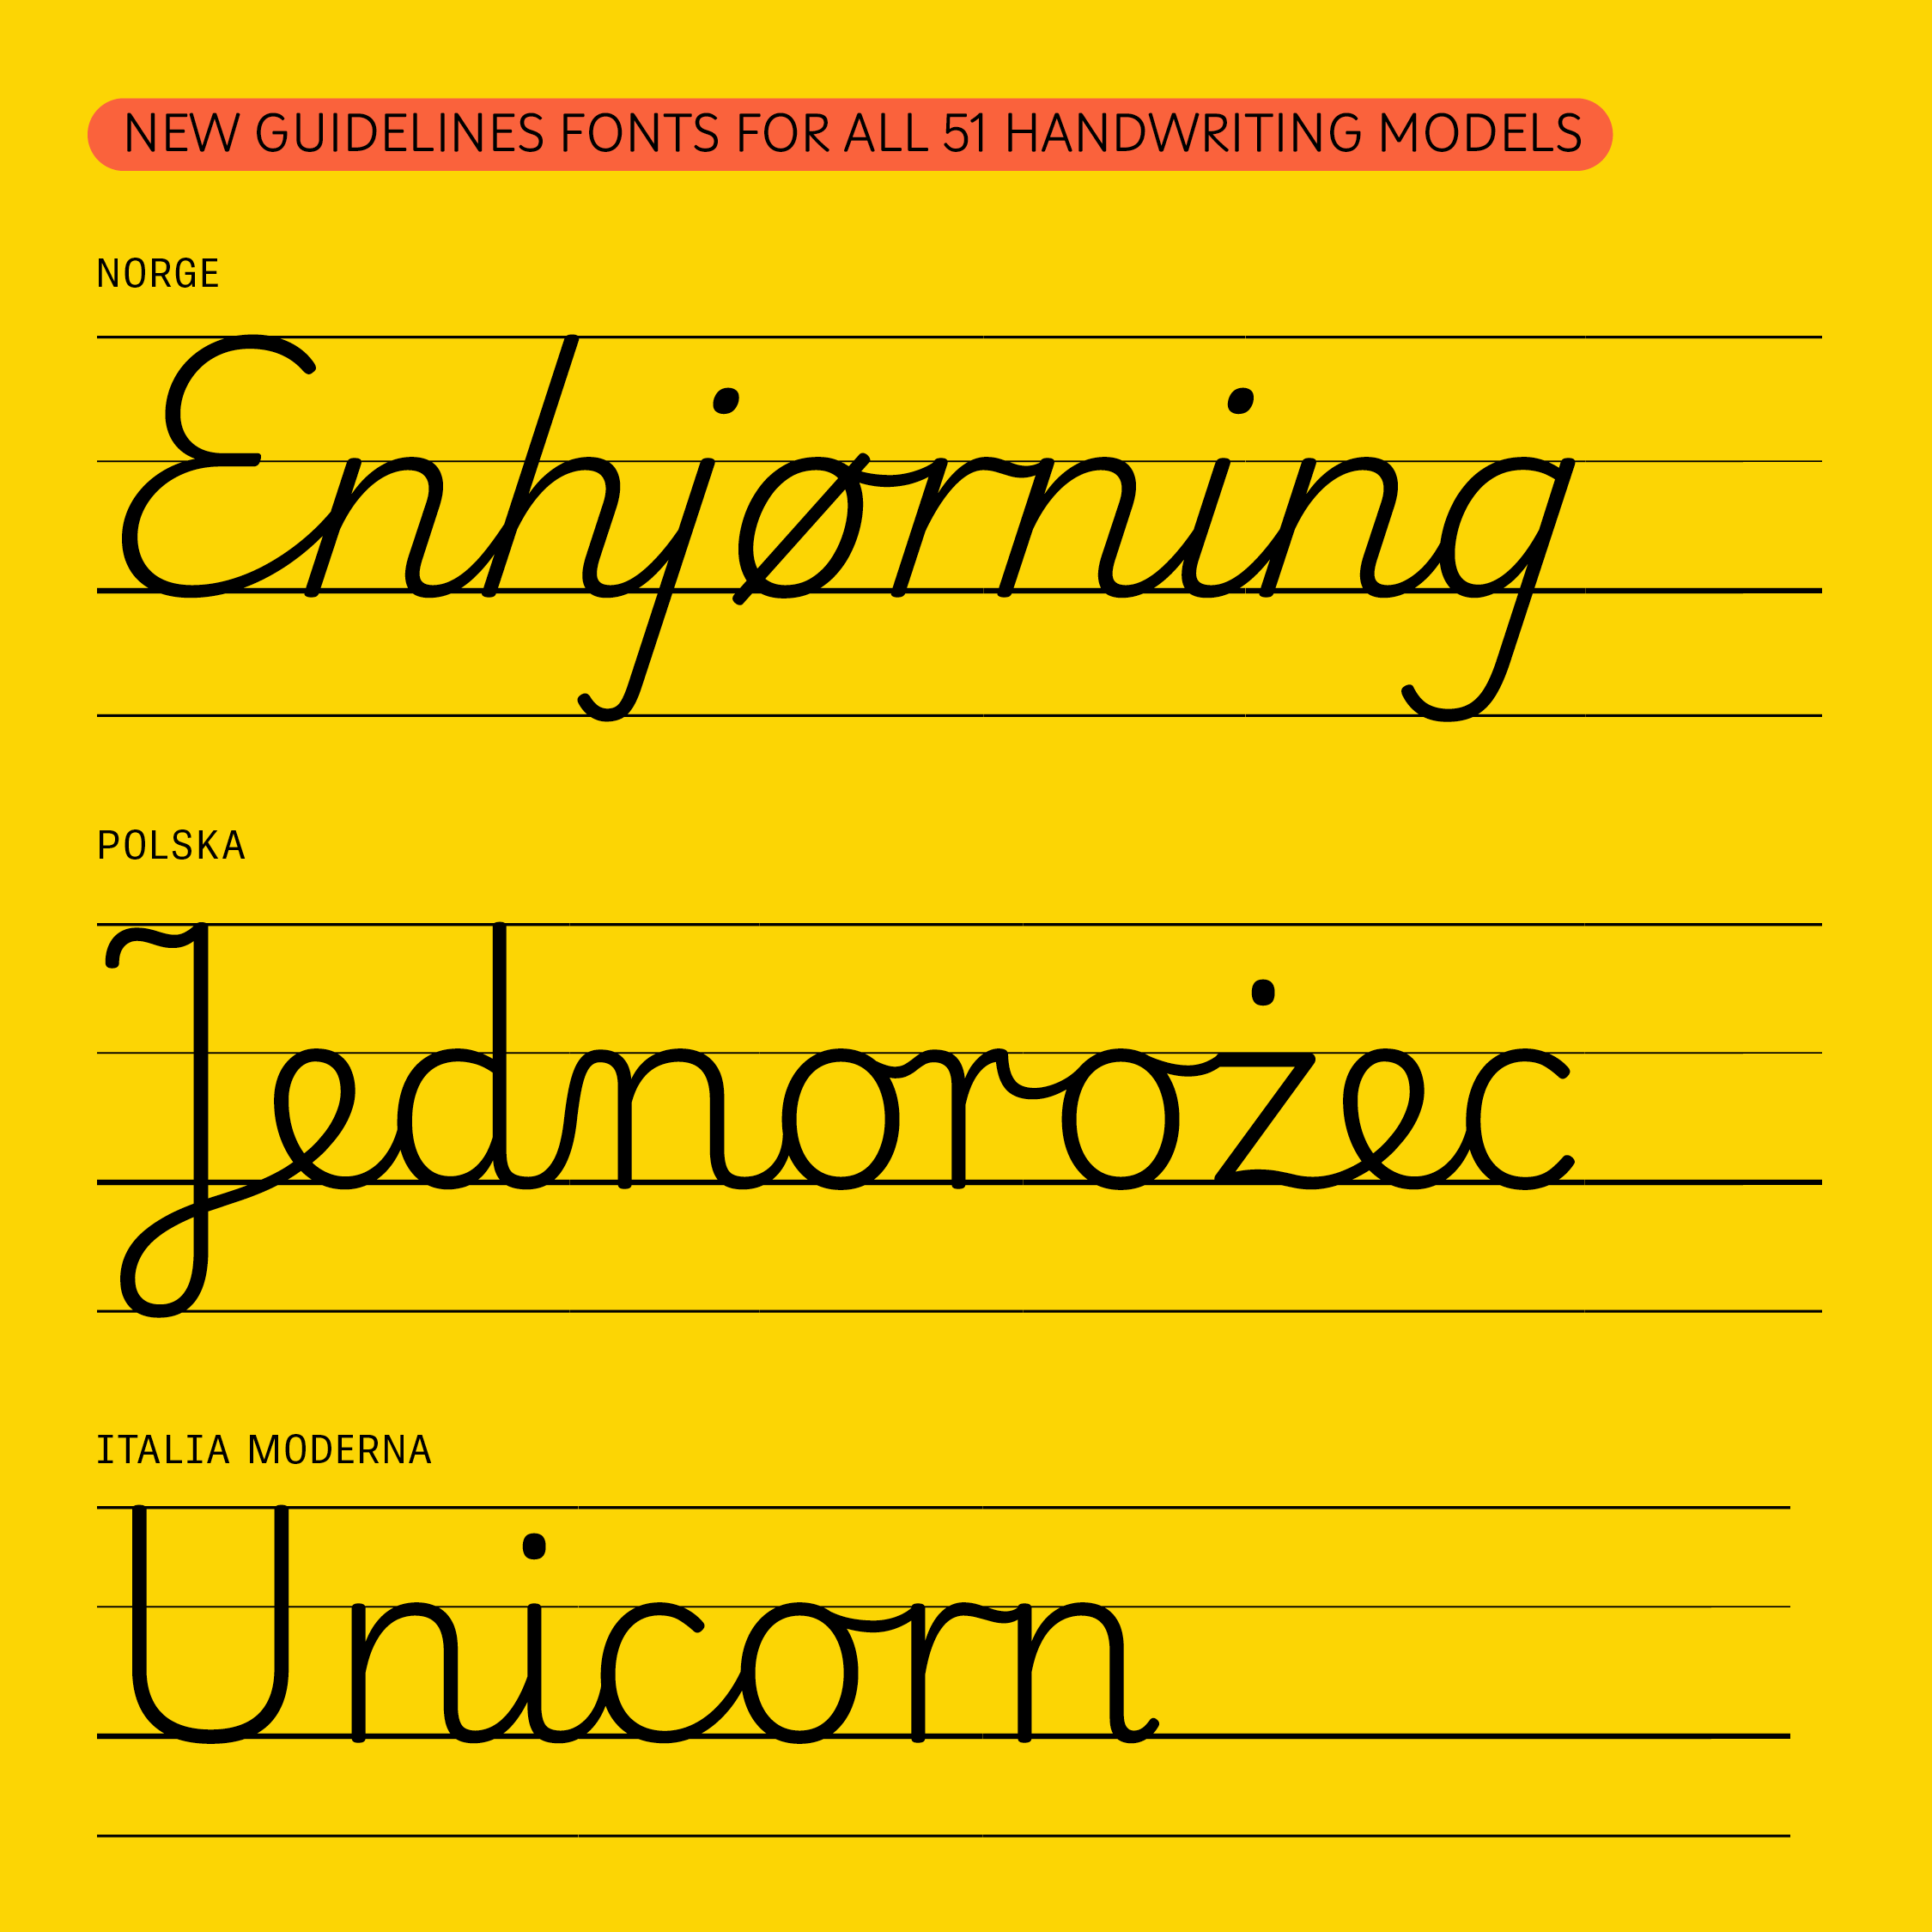 NEW GUIDELINES FONTS FOR ALL 51 HANDWRITING MODELS
NORGE
Enhjørning
POLSKA
Jednorożec
ITALIA MODERNA
Unicorn